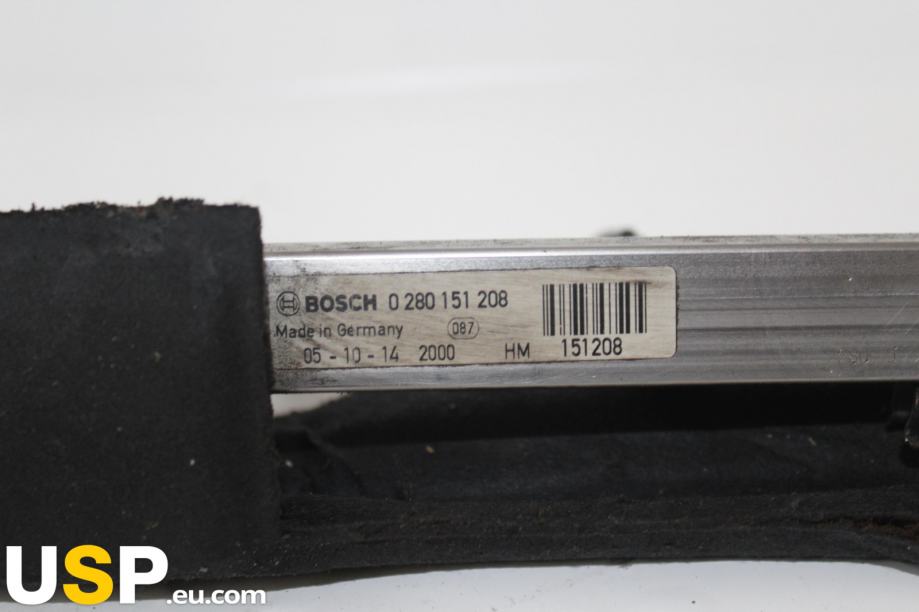 BOSCH 0 280 151 208
Made in Germany 087
05 - 10 - 14 2000 HM 151208
USP.eu.com